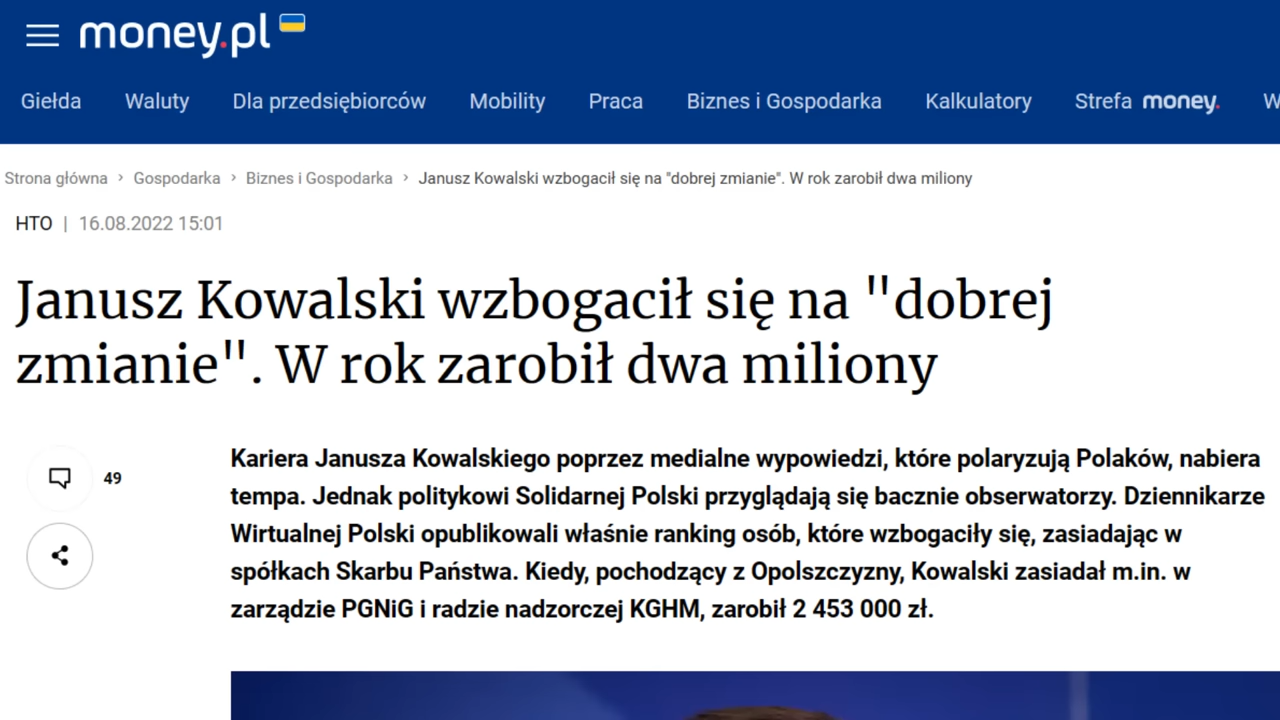 money.pl
Giełda Waluty Dla przedsiębiorców Mobility Praca Biznes i Gospodarka Kalkulatory Strefa money. W
Strona główna › Gospodarka › Biznes i Gospodarka › Janusz Kowalski wzbogacił się na "dobrej zmianie". W rok zarobił dwa miliony
HTO | 16.08.2022 15:01
Janusz Kowalski wzbogacił się na "dobrej
zmianie". W rok zarobił dwa miliony
49
Kariera Janusza Kowalskiego poprzez medialne wypowiedzi, które polaryzują Polaków, nabiera
tempa. Jednak politykowi Solidarnej Polski przyglądają się bacznie obserwatorzy. Dziennikarze
Wirtualnej Polski opublikowali właśnie ranking osób, które wzbogaciły się, zasiadając w
spółkach Skarbu Państwa. Kiedy, pochodzący z Opolszczyzny, Kowalski zasiadał m.in. w
zarządzie PGNiG i radzie nadzorczej KGHM, zarobił 2 453 000 zł.